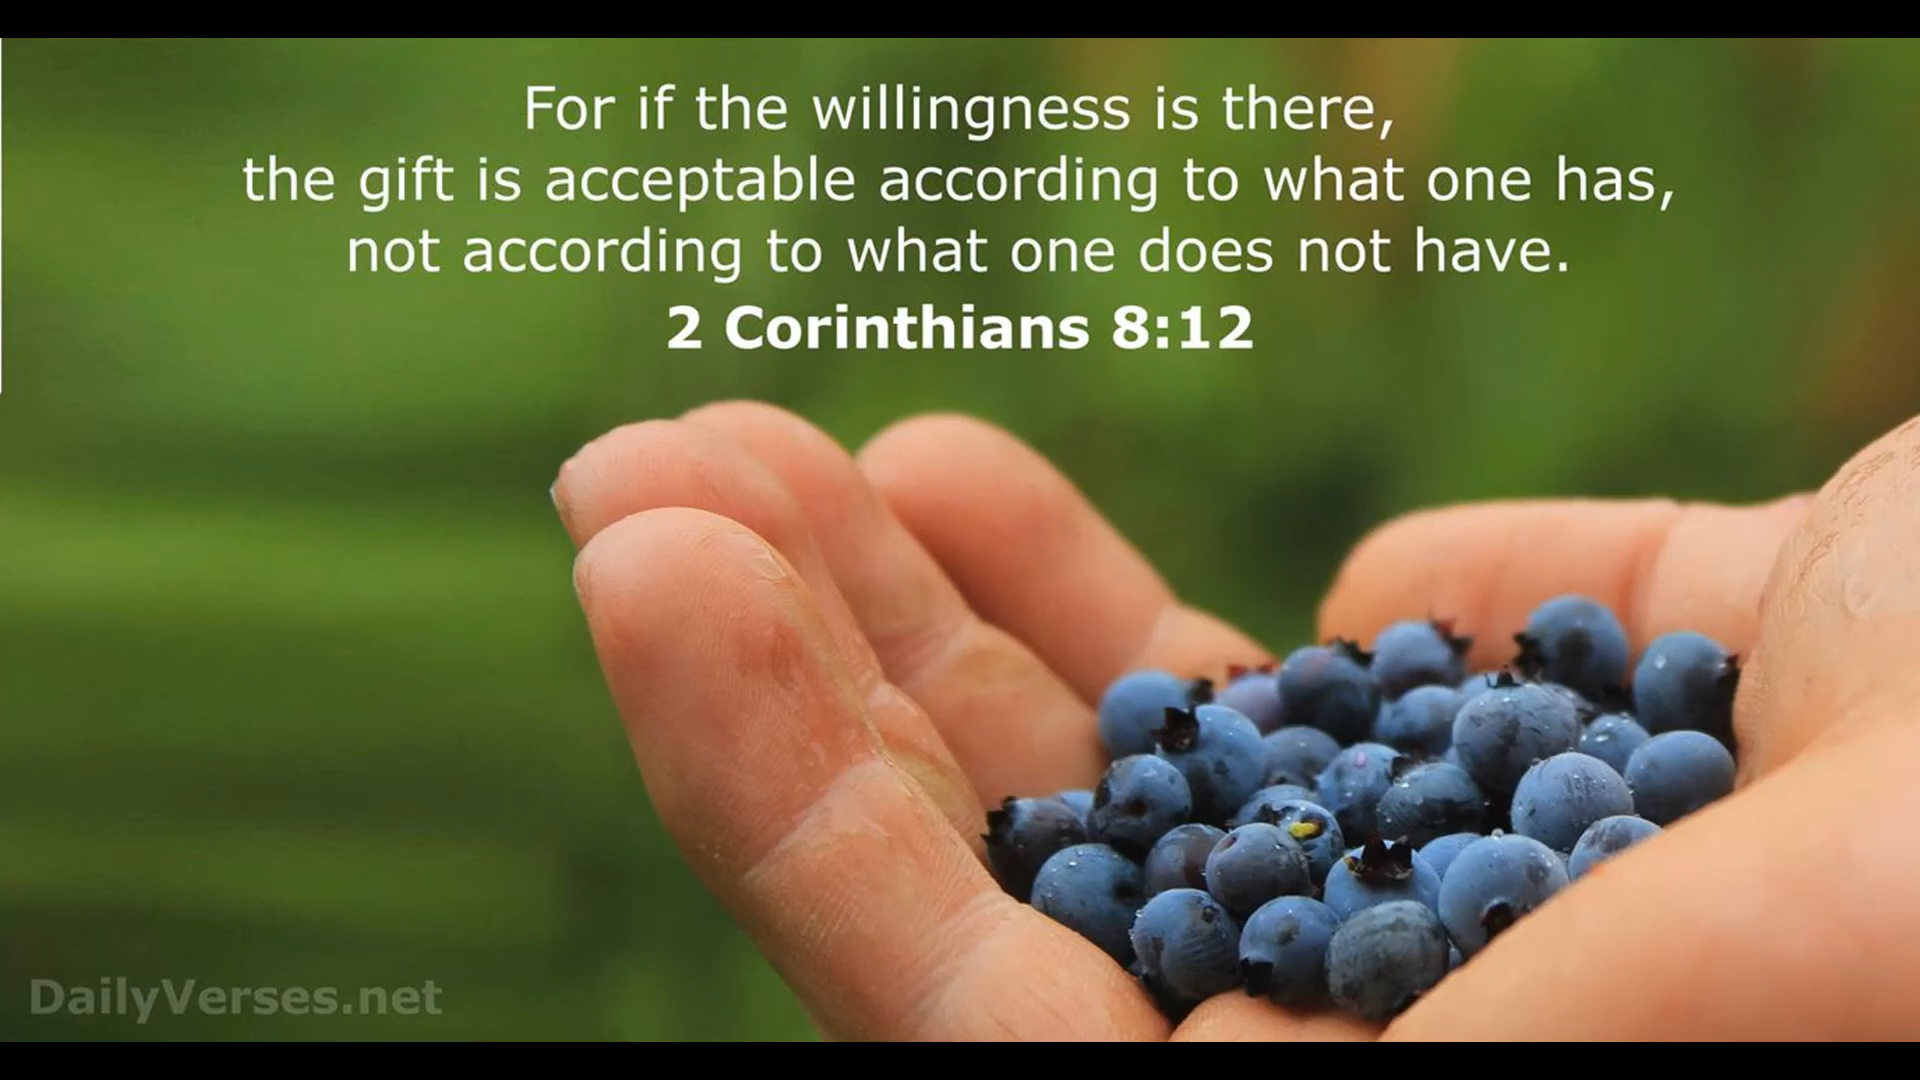 For if the willingness is there,
the gift is acceptable according to what one has,
not according to what one does not have.
2 Corinthians 8:12
DailyVerses.net